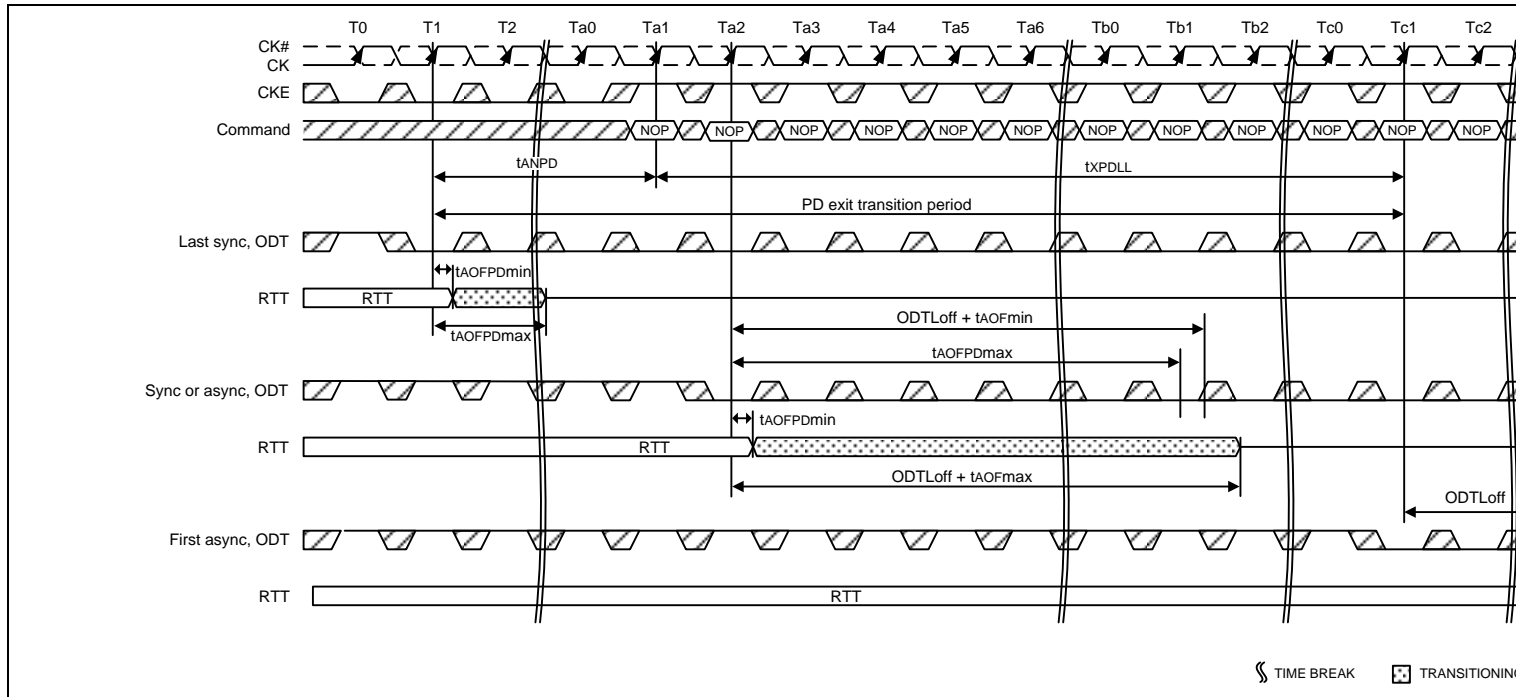 T0 T1 T2 Ta0 Ta1 Ta2 Ta3 Ta4 Ta5 Ta6 Tb0 Tb1 Tb2 Tc0 Tc1 Tc2
CK#
CK
CKE
Command NOP NOP NOP NOP NOP NOP NOP NOP NOP NOP NOP NOP
tANPD tXPDLL
PD exit transition period
Last sync, ODT
tAOFPDmin
RTT RTT
tAOFPDmax
ODTLoff + tAOFmin
tAOFPDmax
Sync or async, ODT
tAOFPDmin
RTT RTT
ODTLoff + tAOFmax
ODTLoff
First async, ODT
RTT RTT
TIME BREAK TRANSITIONING